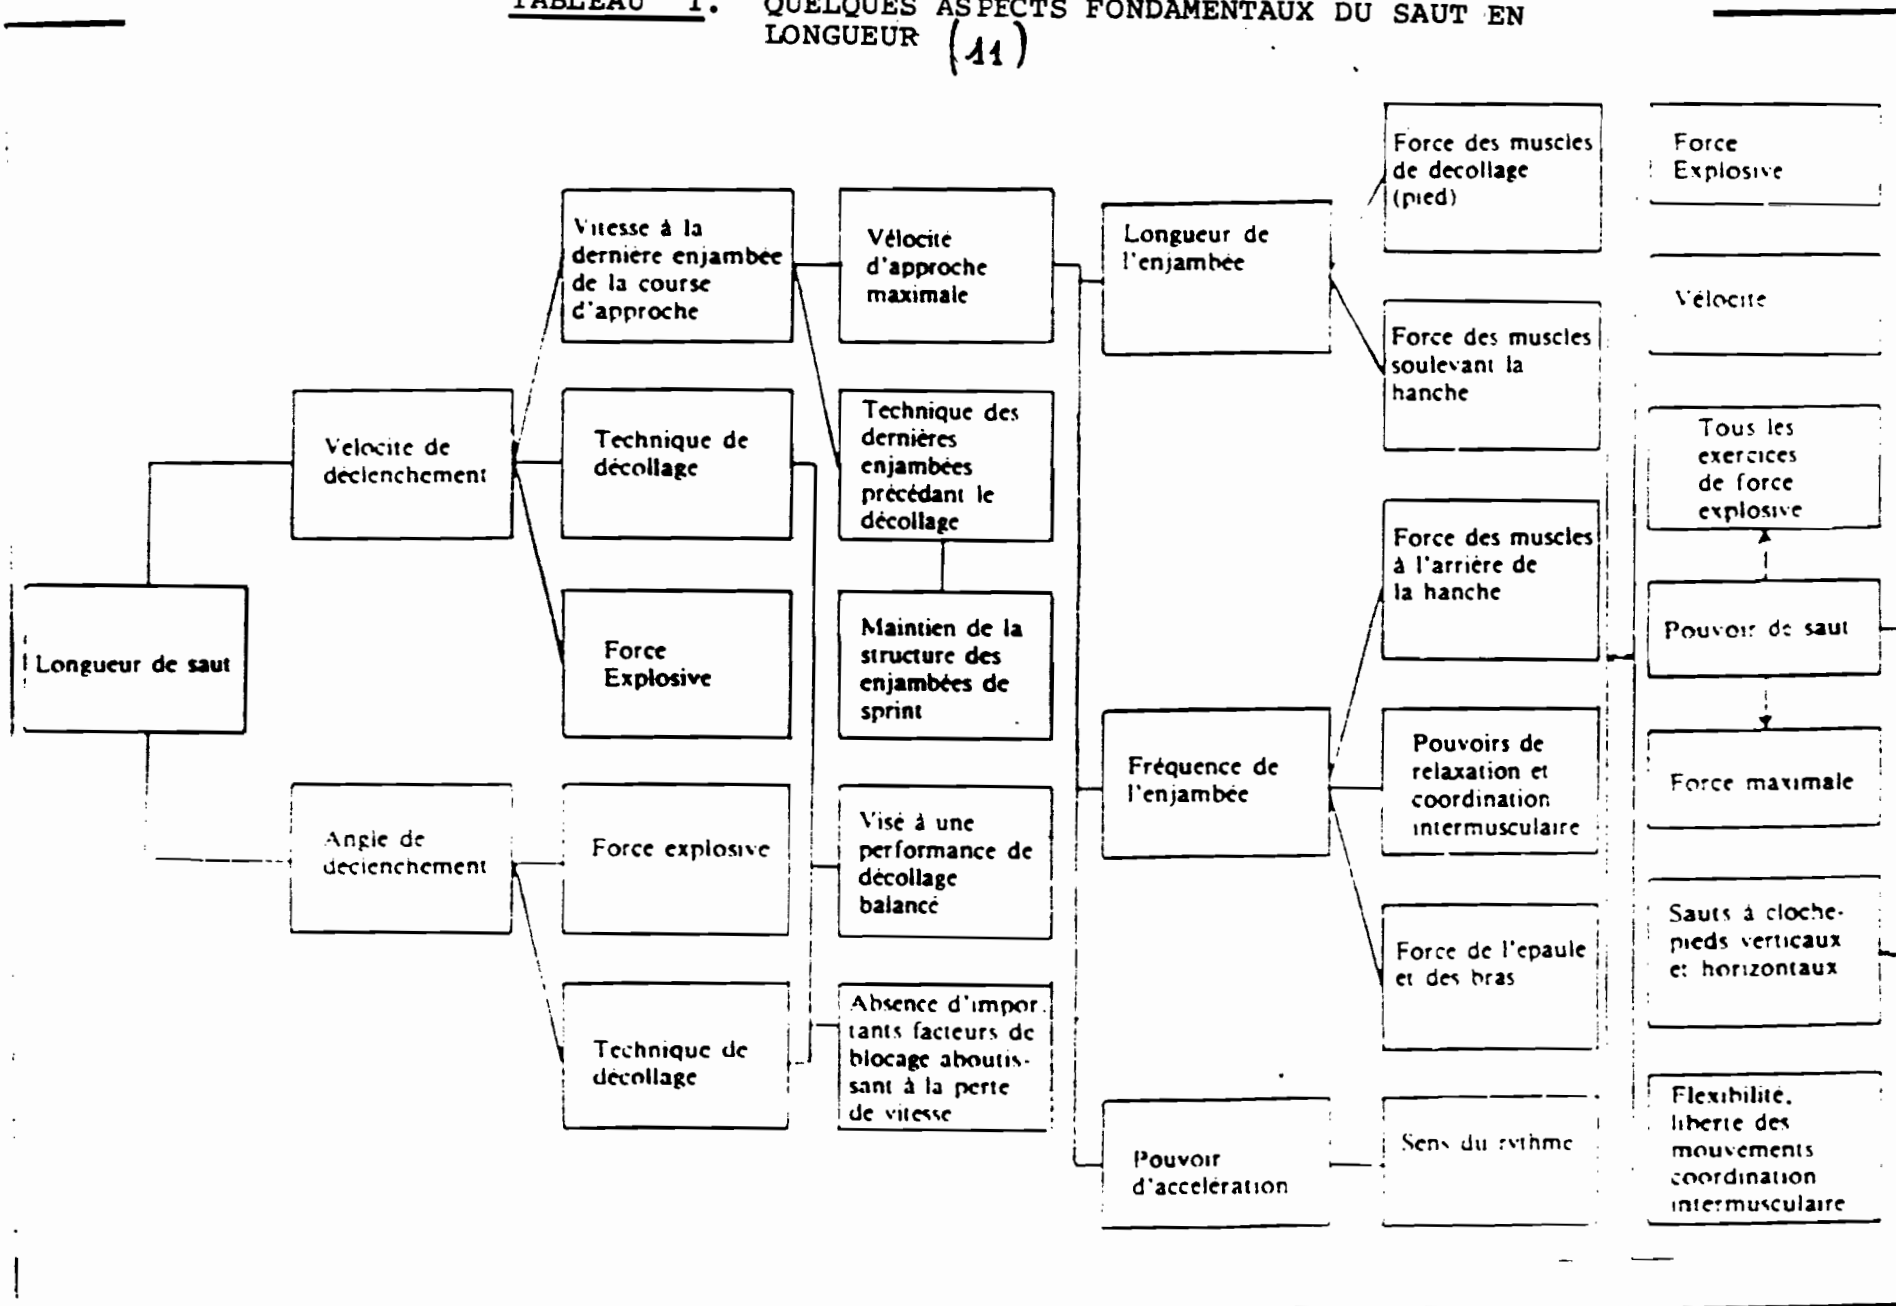 TABLEAU 1. QUELQUES ASPECTS FONDAMENTAUX DU SAUT EN
LONGUEUR (11)
Longueur de saut
Velocite de
déclenchement
Angle de
declenchement
Vitesse à la
dernière enjambée
de la course
d'approche
Technique de
décollage
Force
Explosive
Force explosive
Technique de
décollage
Vélocité
d'approche
maximale
Technique des
dernières
enjambées
précédant le
décollage
Maintien de la
structure des
enjambées de
sprint
Visé à une
performance de
décollage
balancé
Absence d'impor.
tants facteurs de
blocage aboutis-
sant à la perte
de vitesse
Longueur de
l'enjambée
Fréquence de
l'enjambée
Pouvoir
d'accelération
Force des muscles
de decollage
(pied)
Force des muscles
soulevant la
hanche
Force des muscles
à l'arrière de
la hanche
Pouvoirs de
relaxation et
coordination
intermusculaire
Force de l'epaule
et des bras
Sens du rythme
Force
Explosive
Vélocite
Tous les
exercices
de force
explosive
Pouvoir de saut
Force maximale
Sauts à cloche-
pieds verticaux
et horizontaux
Flexibilité,
liberte des
mouvements
coordination
intermusculaire